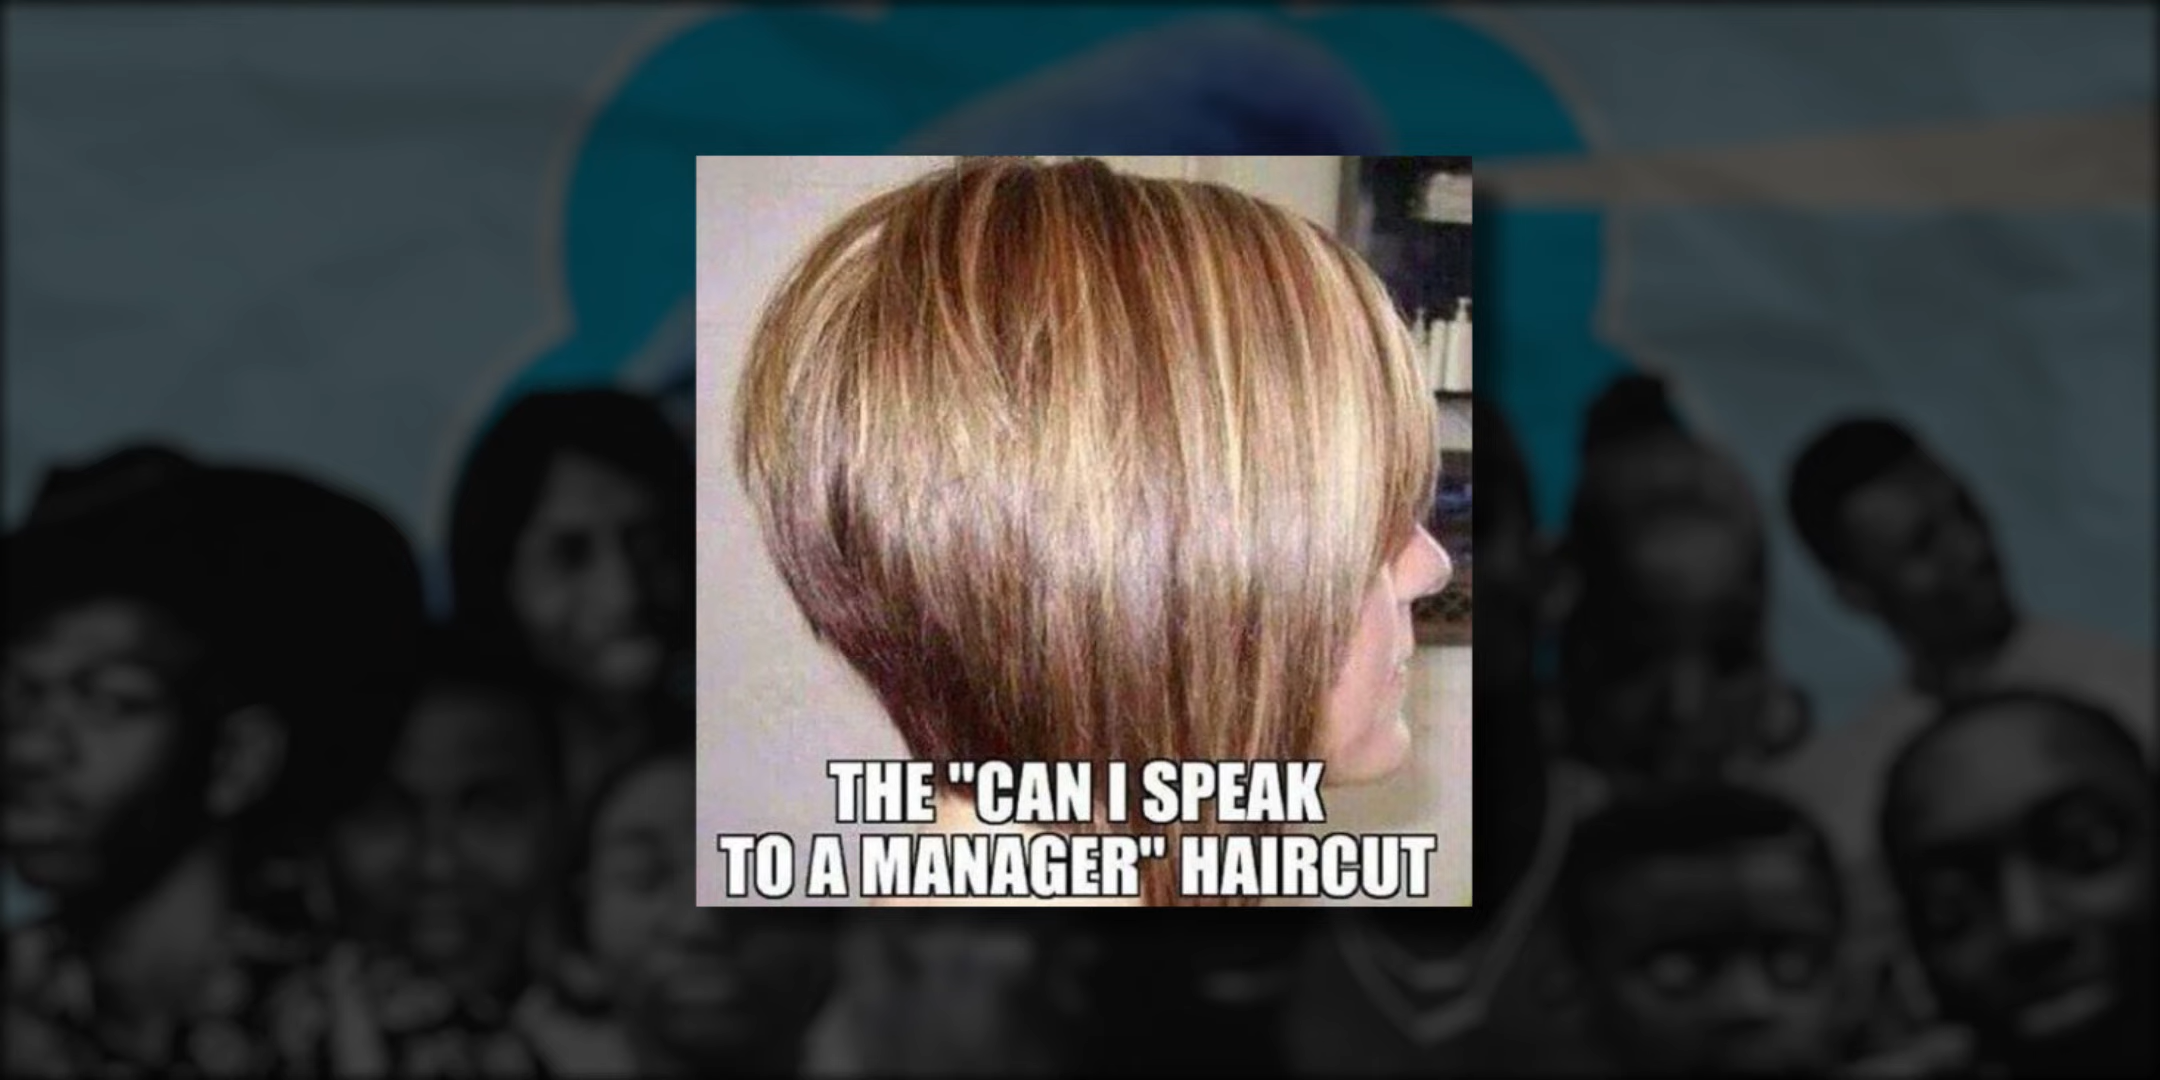 THE "CAN I SPEAK
TO A MANAGER" HAIRCUT